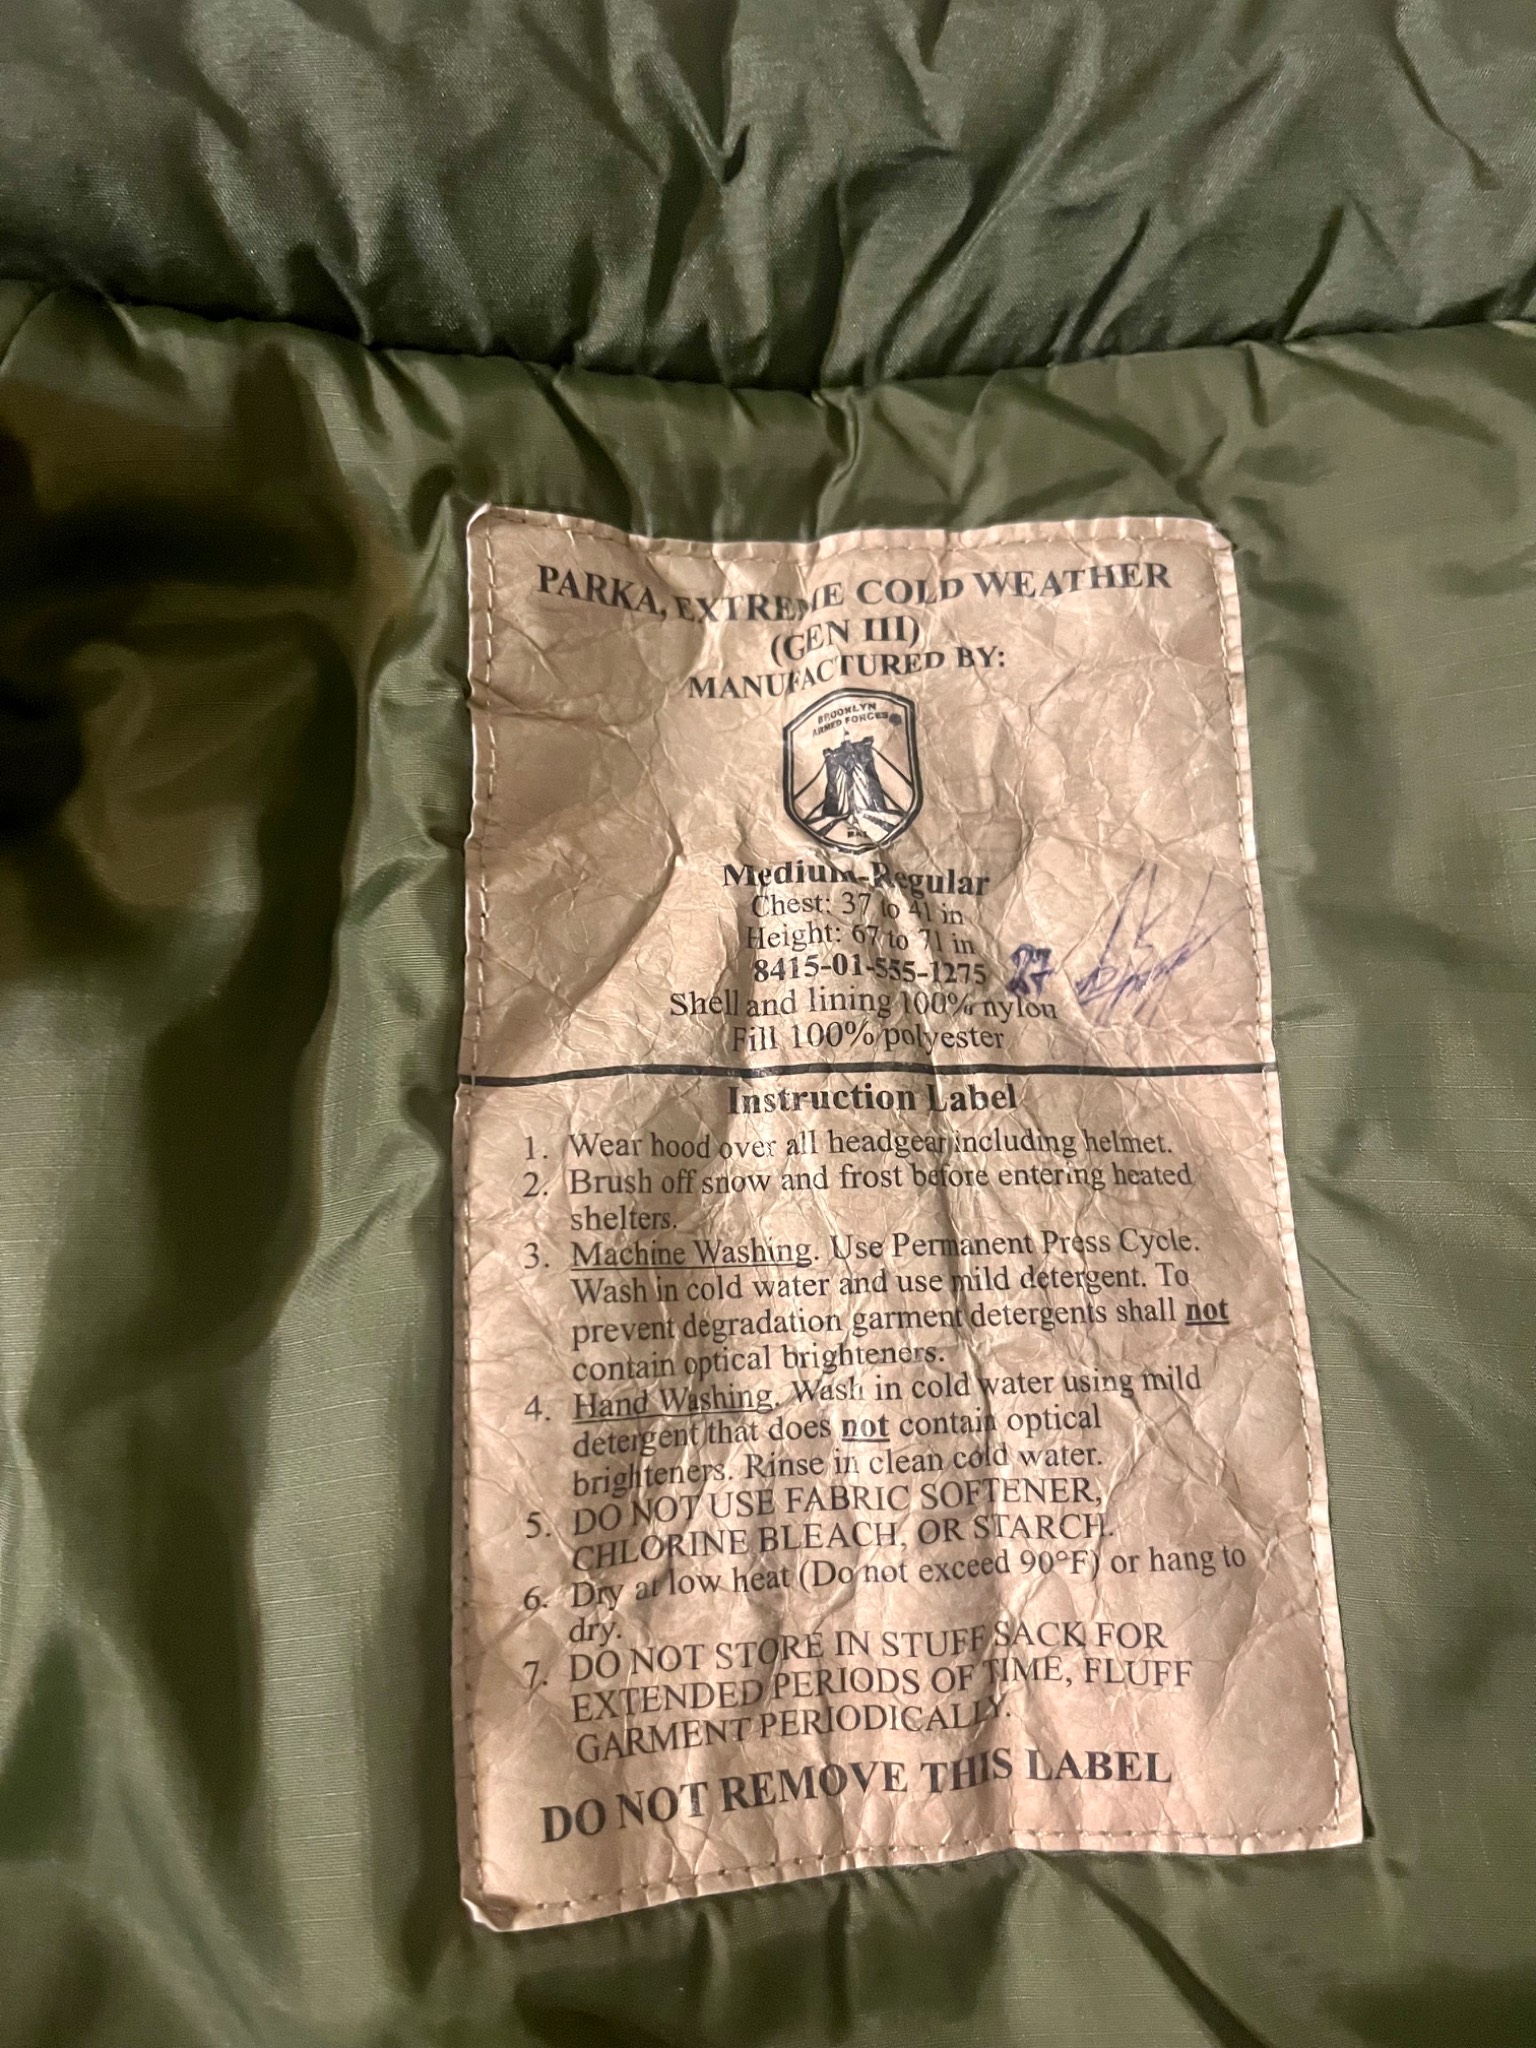 PARKA, EXTREME COLD WEATHER
(GEN III)
MANUFACTURED BY:
BROOKLYN
ARMED FORCES
Medium-Regular
Chest: 37 to 41 in
Height: 67 to 71 in
8415-01-555-1275
Shell and lining 100% nylon
Fill 100% polyester
Instruction Label
1. Wear hood over all headgear including helmet.
2. Brush off snow and frost before entering heated
shelters.
3. Machine Washing. Use Permanent Press Cycle.
Wash in cold water and use mild detergent. To
prevent degradation garment detergents shall not
contain optical brighteners.
4. Hand Washing. Wash in cold water using mild
detergent that does not contain optical
brighteners. Rinse in clean cold water.
5. DO NOT USE FABRIC SOFTENER,
CHLORINE BLEACH, OR STARCH.
6. Dry at low heat (Do not exceed 90°F) or hang to
dry.
7. DO NOT STORE IN STUFF SACK FOR
EXTENDED PERIODS OF TIME, FLUFF
GARMENT PERIODICALLY.
DO NOT REMOVE THIS LABEL